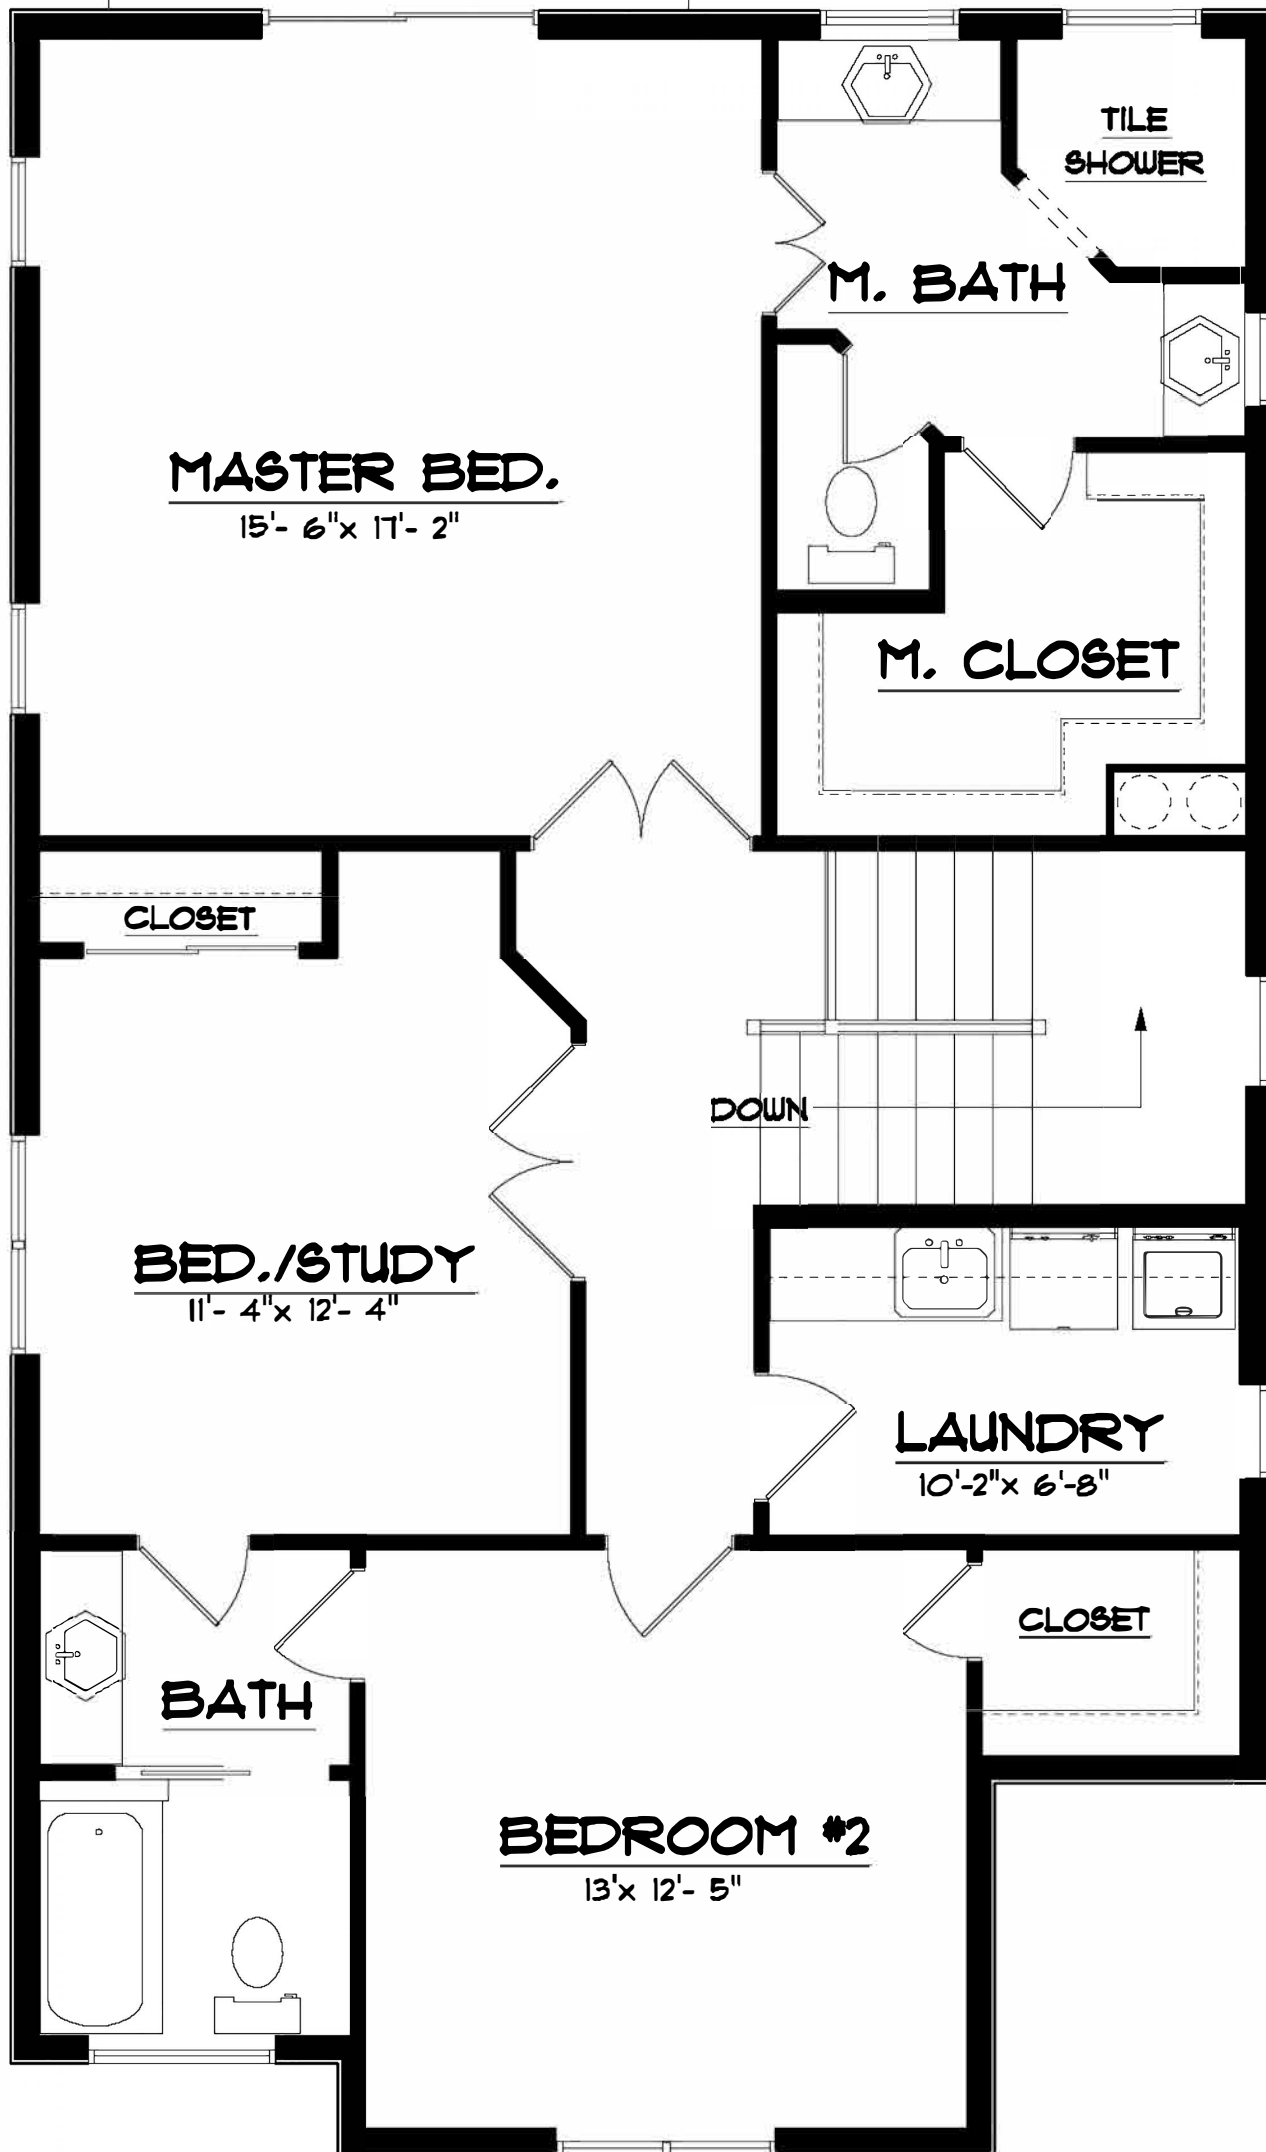 TILE
SHOWER
M. BATH
MASTER BED.
15'- 6"x 17'- 2"
M. CLOSET
CLOSET
DOWN
BED./STUDY
11'- 4"x 12'- 4"
LAUNDRY
10'-2"x 6'-8"
CLOSET
BATH
BEDROOM #2
13'x 12'- 5"